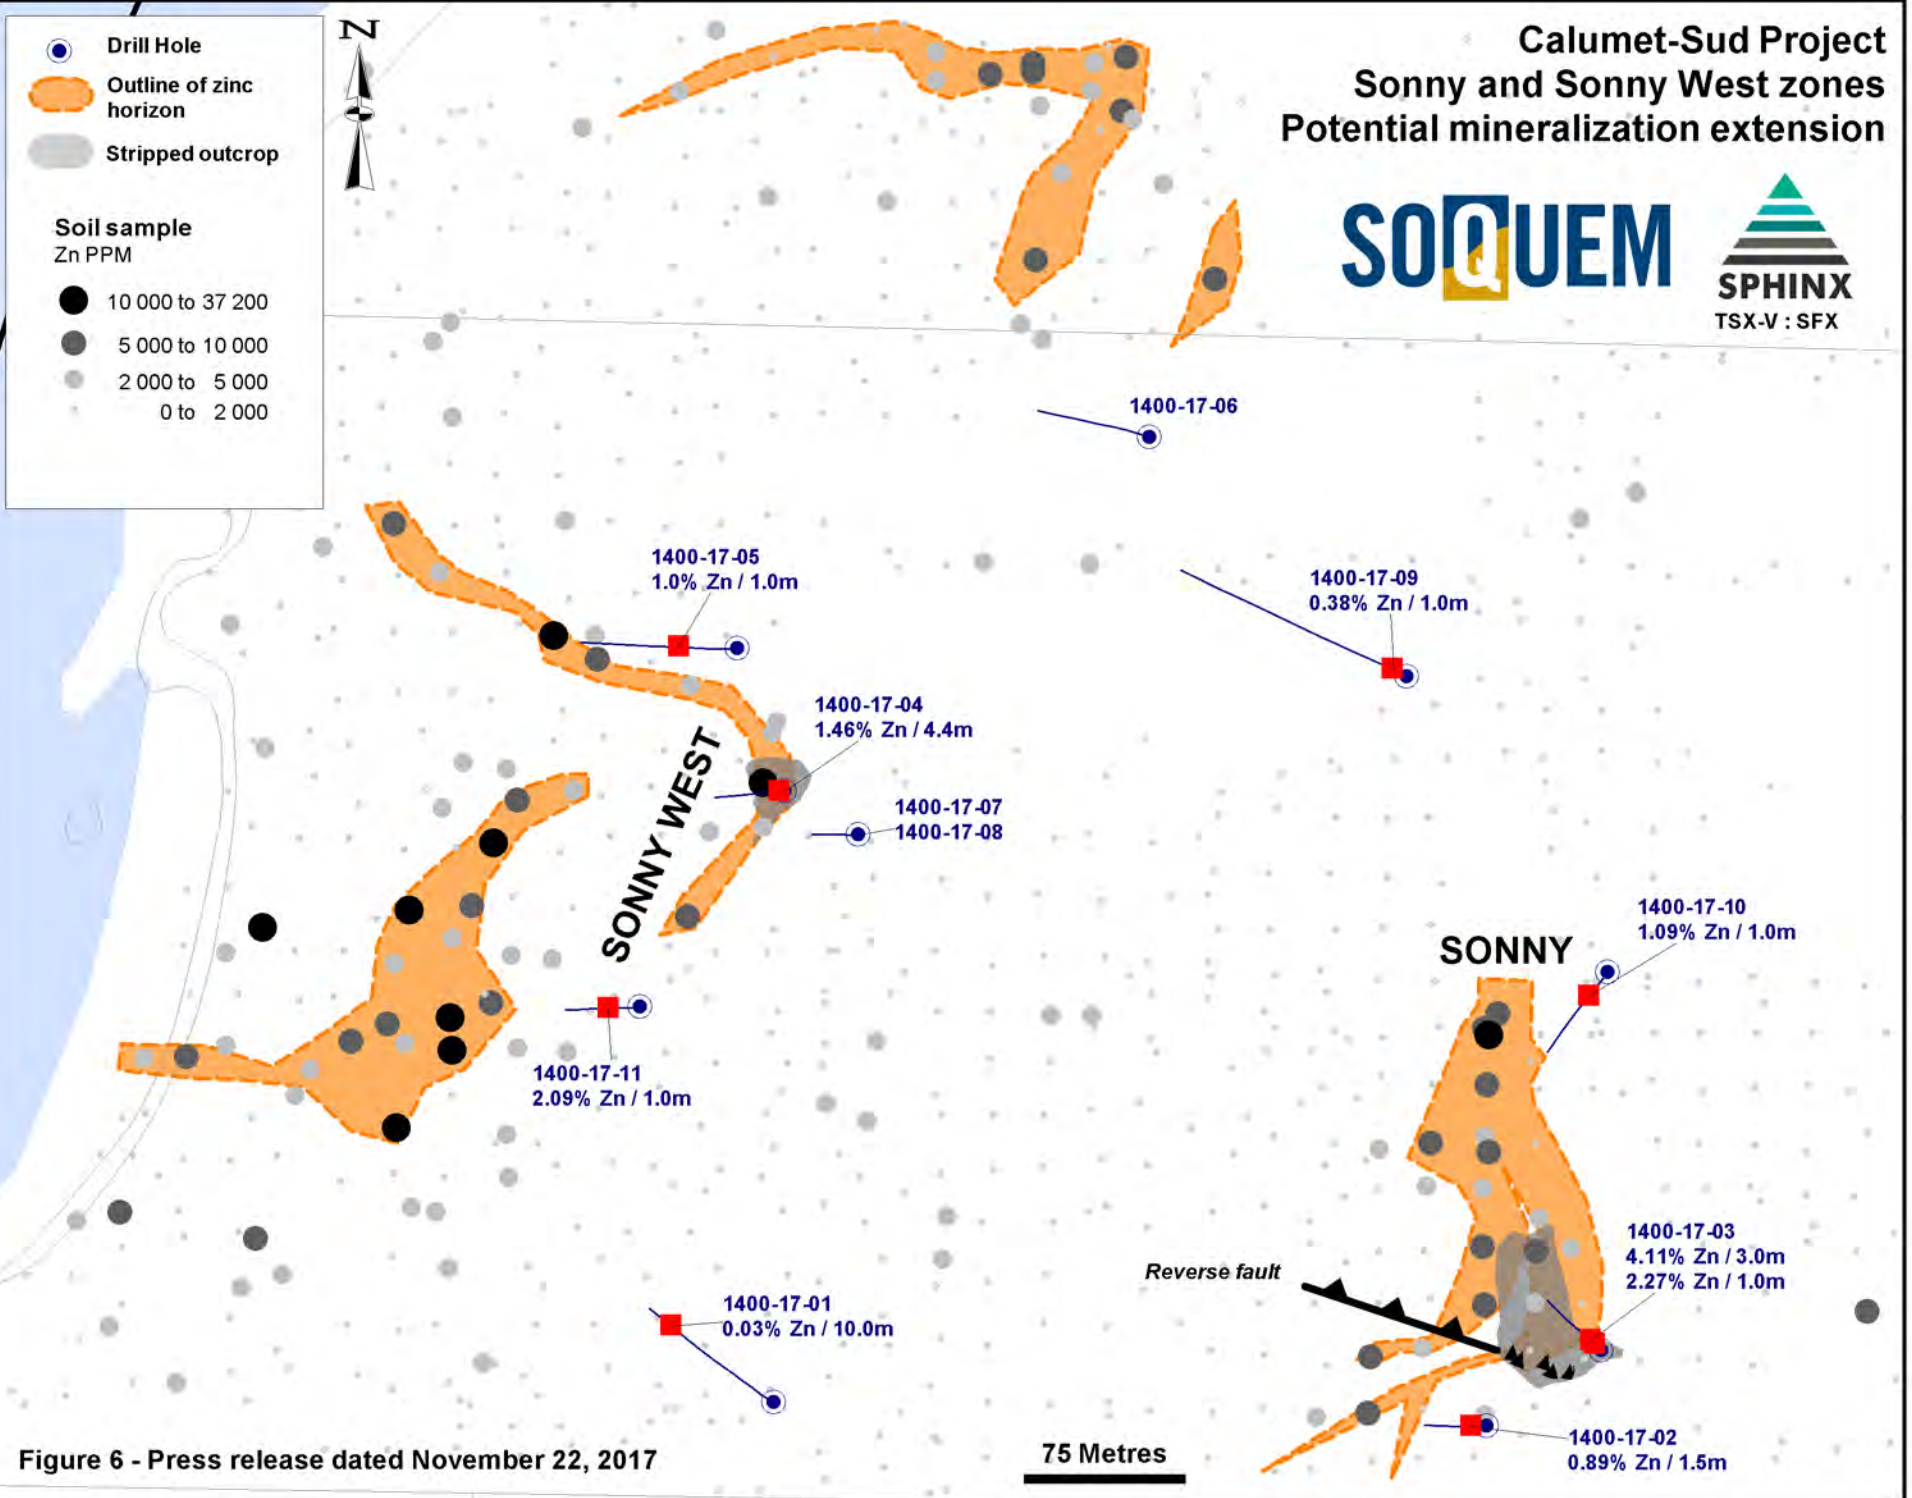 Drill Hole
Outline of zinc
horizon
Stripped outcrop
Soil sample
Zn PPM
10 000 to 37 200
5 000 to 10 000
2 000 to 5 000
0 to 2 000
N
Calumet-Sud Project
Sonny and Sonny West zones
Potential mineralization extension
SOQUEM
SPHINX
TSX-V : SFX
1400-17-06
1400-17-05
1.0% Zn / 1.0m
1400-17-09
0.38% Zn / 1.0m
1400-17-04
1.46% Zn / 4.4m
1400-17-07
1400-17-08
SONNY WEST
1400-17-10
1.09% Zn / 1.0m
SONNY
1400-17-11
2.09% Zn / 1.0m
1400-17-03
4.11% Zn / 3.0m
2.27% Zn / 1.0m
Reverse fault
1400-17-01
0.03% Zn / 10.0m
1400-17-02
0.89% Zn / 1.5m
75 Metres
Figure 6 - Press release dated November 22, 2017